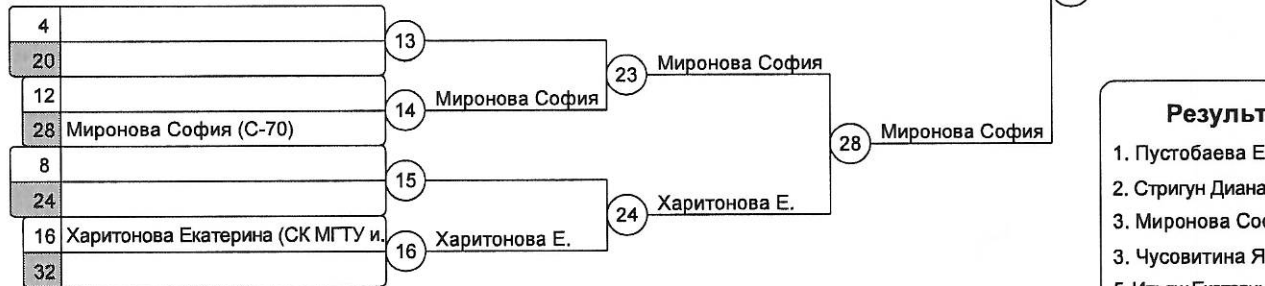 4
20
12
28 Миронова София (С-70)
8
24
16 Харитонова Екатерина (СК МГТУ и.
32
13
14
15
16
Миронова София
Харитонова Е.
23
24
Миронова София
Харитонова Е.
28
Миронова София
Результ
1. Пустобаева Е
2. Стригун Диана
3. Миронова Со
3. Чусовитина Я